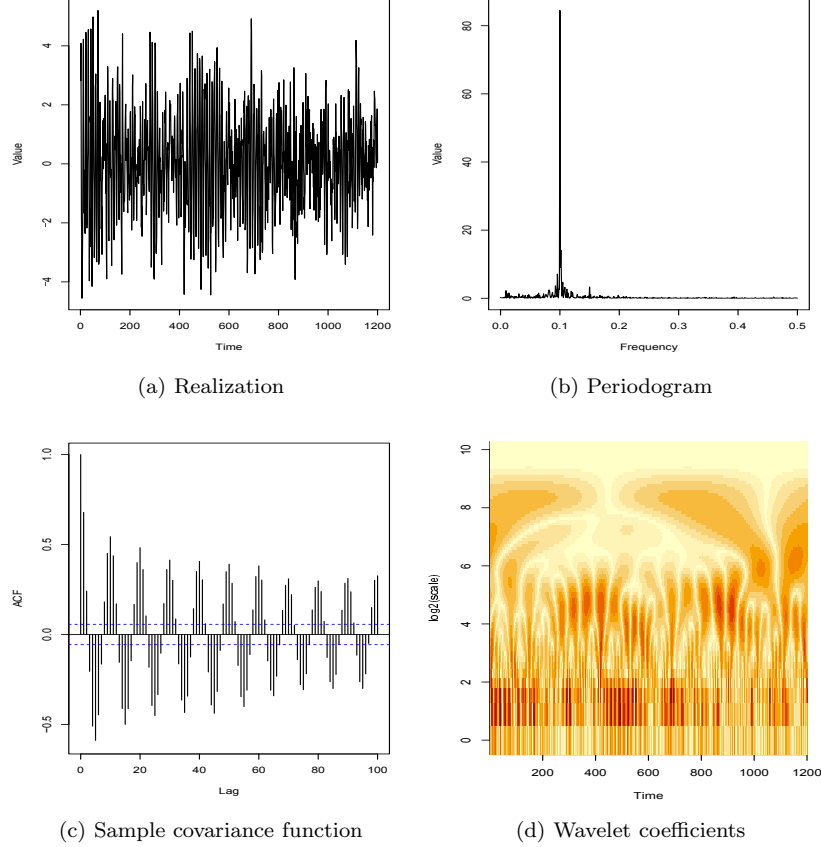 Value
4
2
0
−2
−4
0 200 400 600 800 1000 1200
Time
(a) Realization
Value
80
60
40
20
0
0.0 0.1 0.2 0.3 0.4 0.5
Frequency
(b) Periodogram
ACF
1.0
0.5
0.0
−0.5
0 20 40 60 80 100
Lag
(c) Sample covariance function
log2(scale)
10
8
6
4
2
0
200 400 600 800 1000 1200
Time
(d) Wavelet coefficients